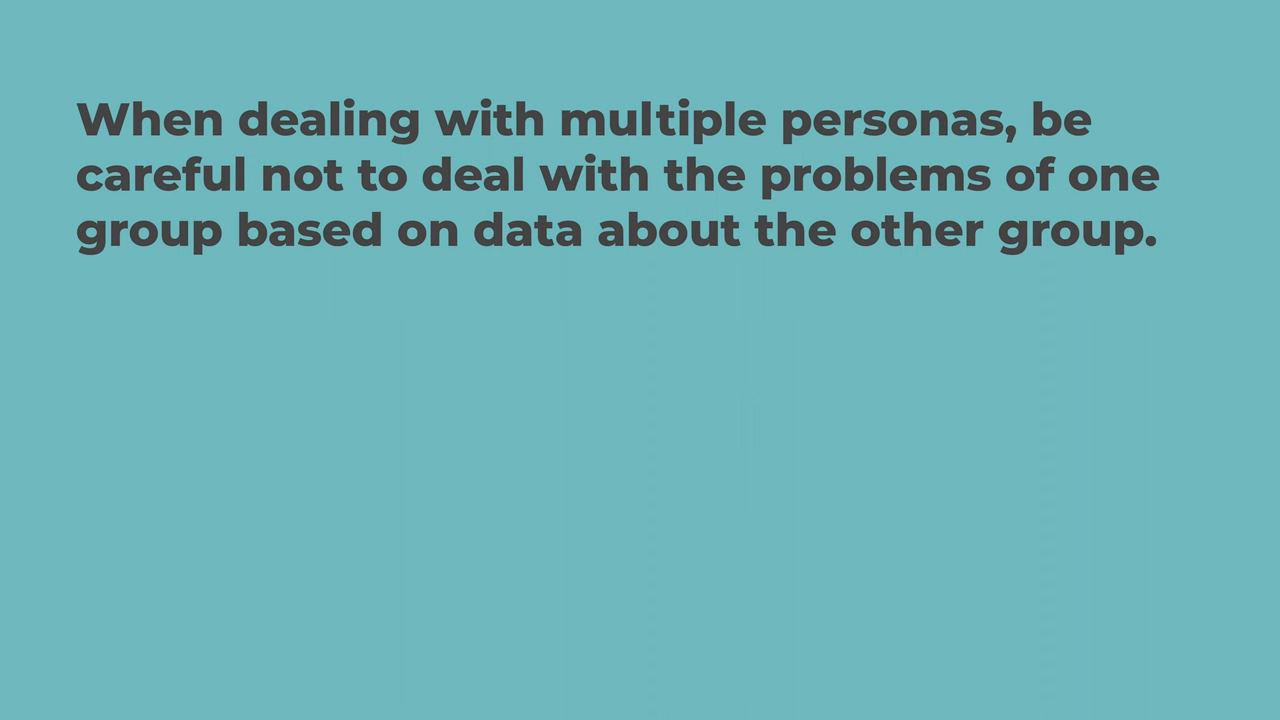 When dealing with multiple personas, be
careful not to deal with the problems of one
group based on data about the other group.